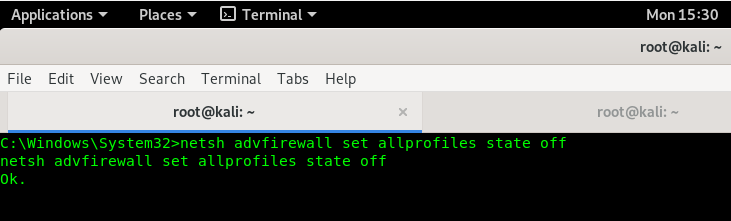 Applications Places Terminal Mon 15:30
root@kali: ~
File Edit View Search Terminal Tabs Help
root@kali: ~ × root@kali: ~
C:\Windows\System32>netsh advfirewall set allprofiles state off
netsh advfirewall set allprofiles state off
Ok.